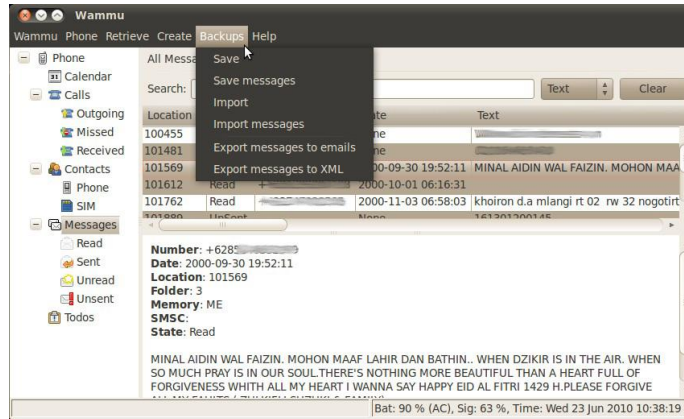 Wammu
Wammu Phone Retrieve Create Backups Help
Phone
Calendar
Calls
Outgoing
Missed
Received
Contacts
Phone
SIM
Messages
Read
Sent
Unread
Unsent
Todos
All Messa
Save
Save messages
Import
Import messages
Export messages to emails
Export messages to XML
Search: Text Clear
Location Text
100455
101481
101569 2000-09-30 19:52:11 MINAL AIDIN WAL FAIZIN. MOHON MAA
101612 Read 2000-10-01 06:16:31
101762 Read 2000-11-03 06:58:03 khoiron d.a mlangi rt 02 rw 32 nogotirt
101889 UnSent None 161301200145
Number: +6285
Date: 2000-09-30 19:52:11
Location: 101569
Folder: 3
Memory: ME
SMSC:
State: Read
MINAL AIDIN WAL FAIZIN. MOHON MAAF LAHIR DAN BATHIN.. WHEN DZIKIR IS IN THE AIR. WHEN
SO MUCH PRAY IS IN OUR SOUL.THERE'S NOTHING MORE BEAUTIFUL THAN A HEART FULL OF
FORGIVENESS WHITH ALL MY HEART I WANNA SAY HAPPY EID AL FITRI 1429 H.PLEASE FORGIVE
Bat: 90 % (AC), Sig: 63 %, Time: Wed 23 Jun 2010 10:38:19